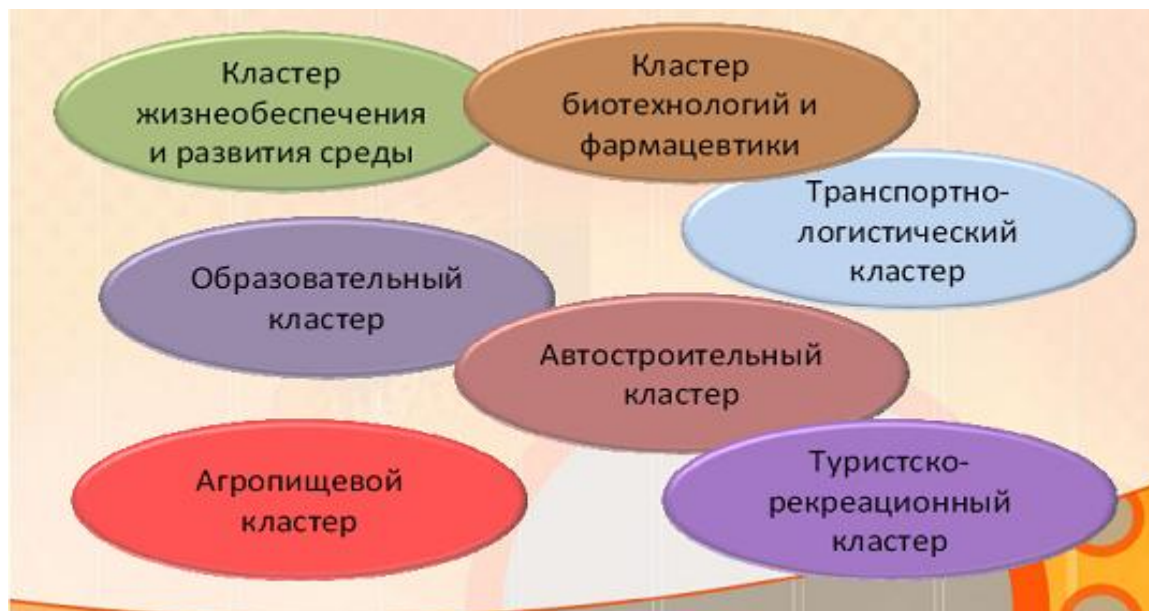 Кластер
жизнеобеспечения
и развития среды
Кластер
биотехнологий и
фармацевтики
Транспортно-
логистический
кластер
Образовательный
кластер
Автостроительный
кластер
Агропищевой
кластер
Туристско-
рекреационный
кластер